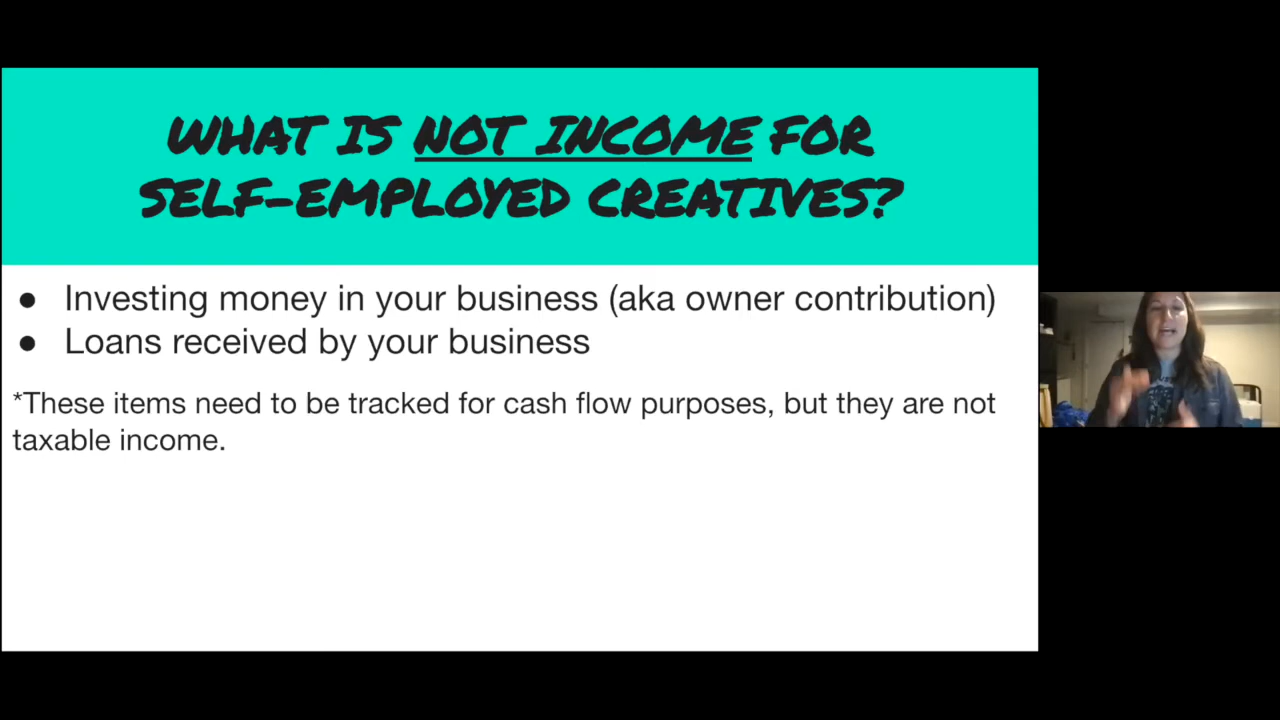 WHAT IS NOT INCOME FOR
SELF-EMPLOYED CREATIVES?
● Investing money in your business (aka owner contribution)
● Loans received by your business
*These items need to be tracked for cash flow purposes, but they are not
taxable income.